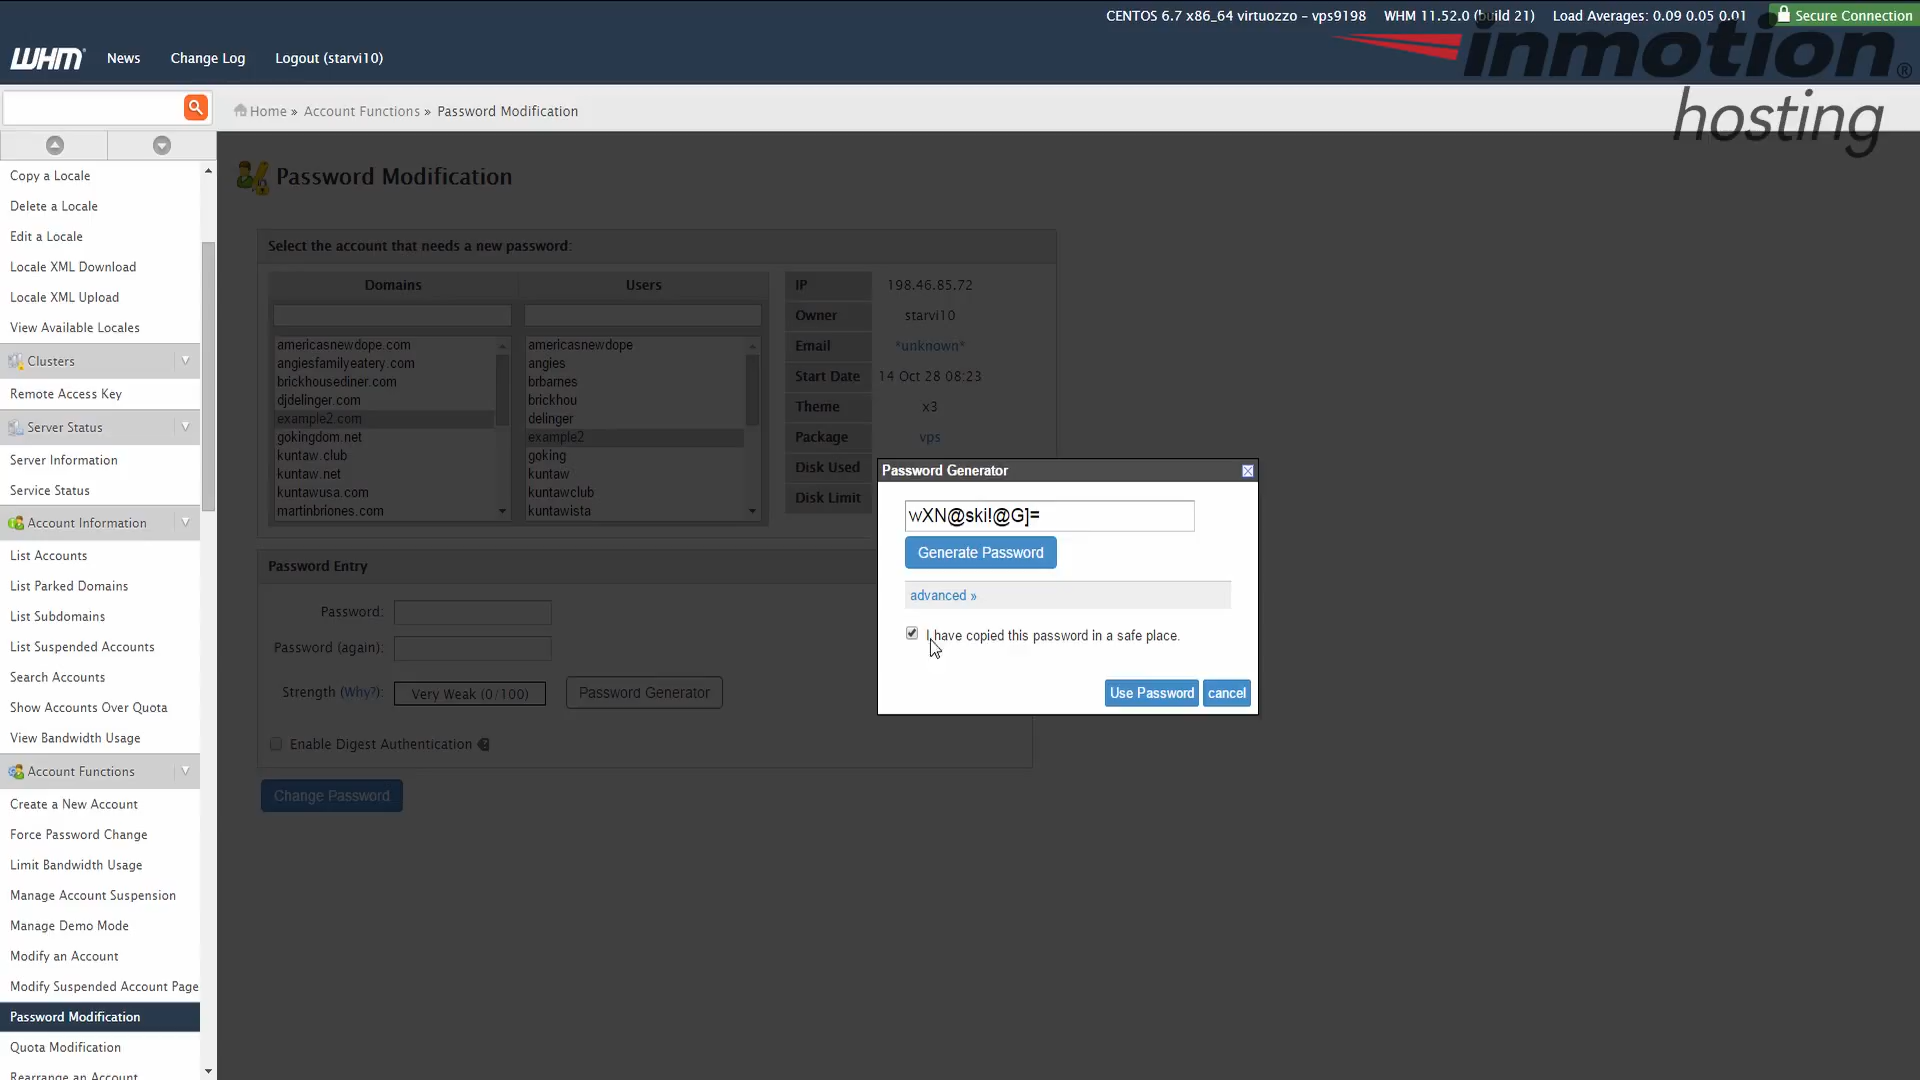 CENTOS 6.7 x86_64 virtuozzo – vps9198 WHM 11.52.0 (build 21) Load Averages: 0.09 0.05 0.01 Secure Connection
WHM News Change Log Logout (starvi10)
inmotion®
hosting
Home » Account Functions » Password Modification
Copy a Locale
Delete a Locale
Edit a Locale
Locale XML Download
Locale XML Upload
View Available Locales
Clusters
Remote Access Key
Server Status
Server Information
Service Status
Account Information
List Accounts
List Parked Domains
List Subdomains
List Suspended Accounts
Search Accounts
Show Accounts Over Quota
View Bandwidth Usage
Account Functions
Create a New Account
Force Password Change
Limit Bandwidth Usage
Manage Account Suspension
Manage Demo Mode
Modify an Account
Modify Suspended Account Page
Password Modification
Quota Modification
Rearrange an Account
Password Modification
Select the account that needs a new password:
Domains
americasnewdope.com
angiesfamilyeatery.com
brickhousediner.com
djdelinger.com
example2.com
gokingdom.net
kuntaw.club
kuntaw.net
kuntawusa.com
martinbriones.com
Users
americasnewdope
angies
brbarnes
brickhou
delinger
example2
goking
kuntaw
kuntawclub
kuntawista
IP 198.46.85.72
Owner starvi10
Email *unknown*
Start Date 14 Oct 28 08:23
Theme x3
Package vps
Disk Used
Disk Limit
Password Entry
Password:
Password (again):
Strength (Why?): Very Weak (0/100) Password Generator
Enable Digest Authentication
Change Password
Password Generator
wXN@ski!@G]=
Generate Password
advanced »
I have copied this password in a safe place.
Use Password cancel